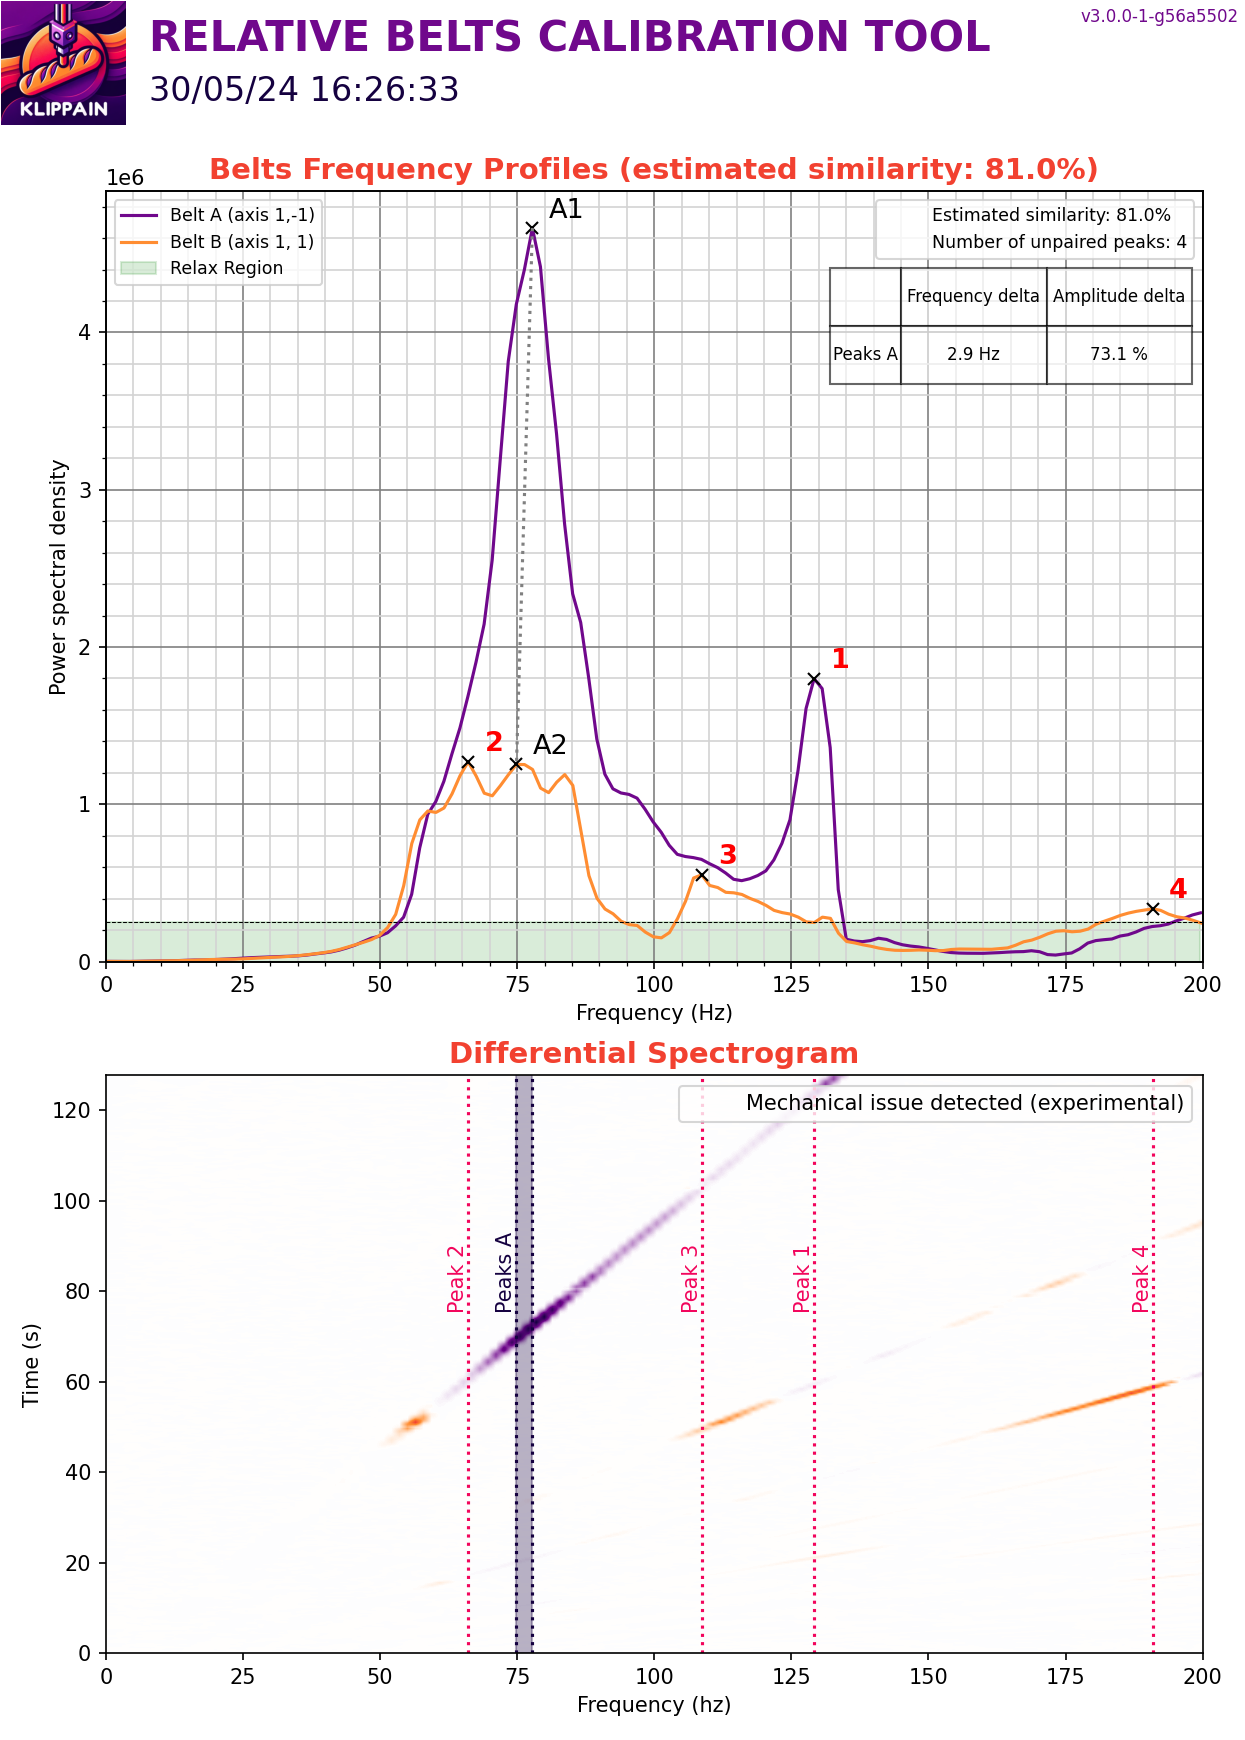 RELATIVE BELTS CALIBRATION TOOL
v3.0.0-1-g56a5502
30/05/24 16:26:33
KLIPPAIN
Belts Frequency Profiles (estimated similarity: 81.0%)
1e6
Belt A (axis 1,-1)
Belt B (axis 1, 1)
Relax Region
A1
Estimated similarity: 81.0%
Number of unpaired peaks: 4
Frequency delta Amplitude delta
Peaks A 2.9 Hz 73.1 %
4
3
2
1
0
Power spectral density
1
2
A2
3
4
0 25 50 75 100 125 150 175 200
Frequency (Hz)
Differential Spectrogram
Mechanical issue detected (experimental)
120
100
80
60
40
20
0
Time (s)
Peak 2
Peaks A
Peak 3
Peak 1
Peak 4
0 25 50 75 100 125 150 175 200
Frequency (hz)